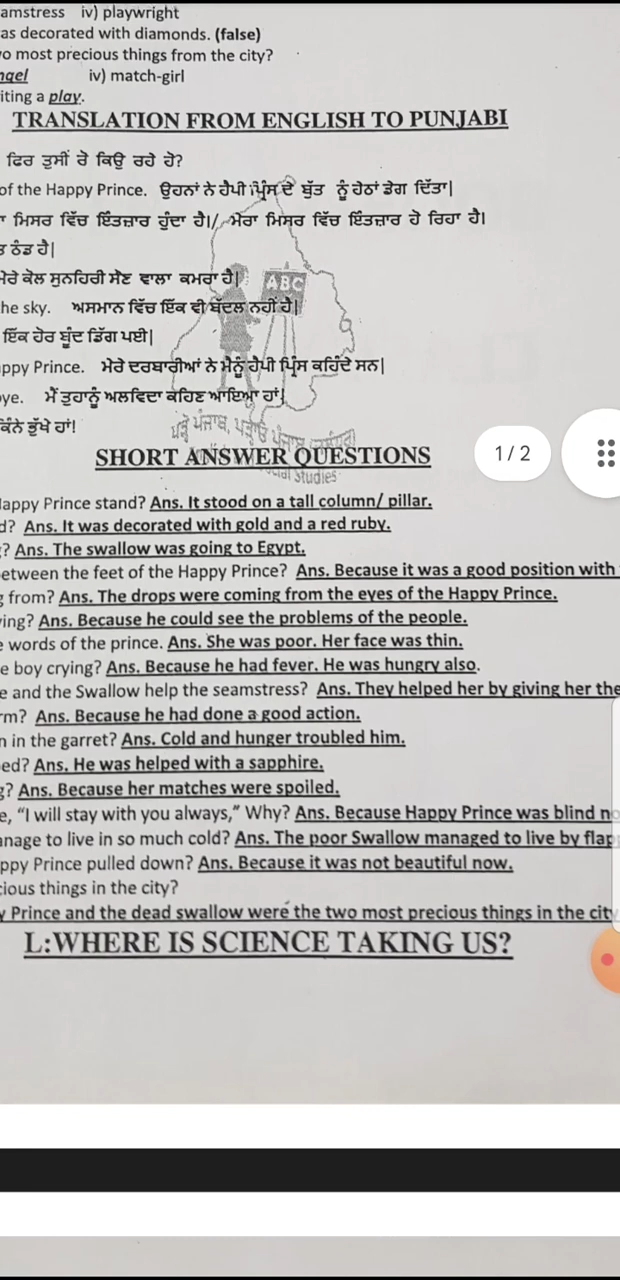 amstress iv) playwright
as decorated with diamonds. (false)
o most precious things from the city?
ngel iv) match-girl
iting a play.
TRANSLATION FROM ENGLISH TO PUNJABI
ਫਿਰ ਤੁਸੀਂ ਰੋ ਕਿਉ ਰਹੇ ਹੋ?
of the Happy Prince. ਉਹਨਾਂ ਨੇ ਹੈਪੀ ਪ੍ਰਿੰਸ ਦੇ ਬੁੱਤ ਨੂੰ ਹੇਠਾਂ ਡੇਗ ਦਿੱਤਾ|
ਮਿਸਰ ਵਿੱਚ ਇੰਤਜ਼ਾਰ ਹੁੰਦਾ ਹੈ।/ ਮੇਰਾ ਮਿਸਰ ਵਿੱਚ ਇੰਤਜ਼ਾਰ ਹੋ ਰਿਹਾ ਹੈ।
ਠੰਡ ਹੈ|
ਮੇਰੇ ਕੋਲ ਸੁਨਹਿਰੀ ਸੌਣ ਵਾਲਾ ਕਮਰਾ ਹੈ|
ABC
he sky. ਅਸਮਾਨ ਵਿੱਚ ਇੱਕ ਵੀ ਬੱਦਲ ਨਹੀਂ ਹੈ|
ਇੱਕ ਹੋਰ ਬੂੰਦ ਡਿੱਗ ਪਈ|
ppy Prince. ਮੇਰੇ ਦਰਬਾਰੀਆਂ ਨੇ ਮੈਨੂੰ ਹੈਪੀ ਪ੍ਰਿੰਸ ਕਹਿੰਦੇ ਸਨ|
ye. ਮੈਂ ਤੁਹਾਨੂੰ ਅਲਵਿਦਾ ਕਹਿਣ ਆਇਆ ਹਾਂ|
ਕਿੰਨੇ ਭੁੱਖੇ ਹਾਂ!
ਪੜ੍ਹੋ ਪੰਜਾਬ, ਪੜ੍ਹਾਓ ਪੰਜਾਬ
SHORT ANSWER QUESTIONS
1/2
Studies
Happy Prince stand? Ans. It stood on a tall column/ pillar.
d? Ans. It was decorated with gold and a red ruby.
? Ans. The swallow was going to Egypt.
etween the feet of the Happy Prince? Ans. Because it was a good position with
g from? Ans. The drops were coming from the eyes of the Happy Prince.
ying? Ans. Because he could see the problems of the people.
e words of the prince. Ans. She was poor. Her face was thin.
e boy crying? Ans. Because he had fever. He was hungry also.
e and the Swallow help the seamstress? Ans. They helped her by giving her the
rm? Ans. Because he had done a good action.
n in the garret? Ans. Cold and hunger troubled him.
ed? Ans. He was helped with a sapphire.
g? Ans. Because her matches were spoiled.
e, “I will stay with you always,” Why? Ans. Because Happy Prince was blind no
anage to live in so much cold? Ans. The poor Swallow managed to live by flap
ppy Prince pulled down? Ans. Because it was not beautiful now.
cious things in the city?
y Prince and the dead swallow were the two most precious things in the city
L:WHERE IS SCIENCE TAKING US?